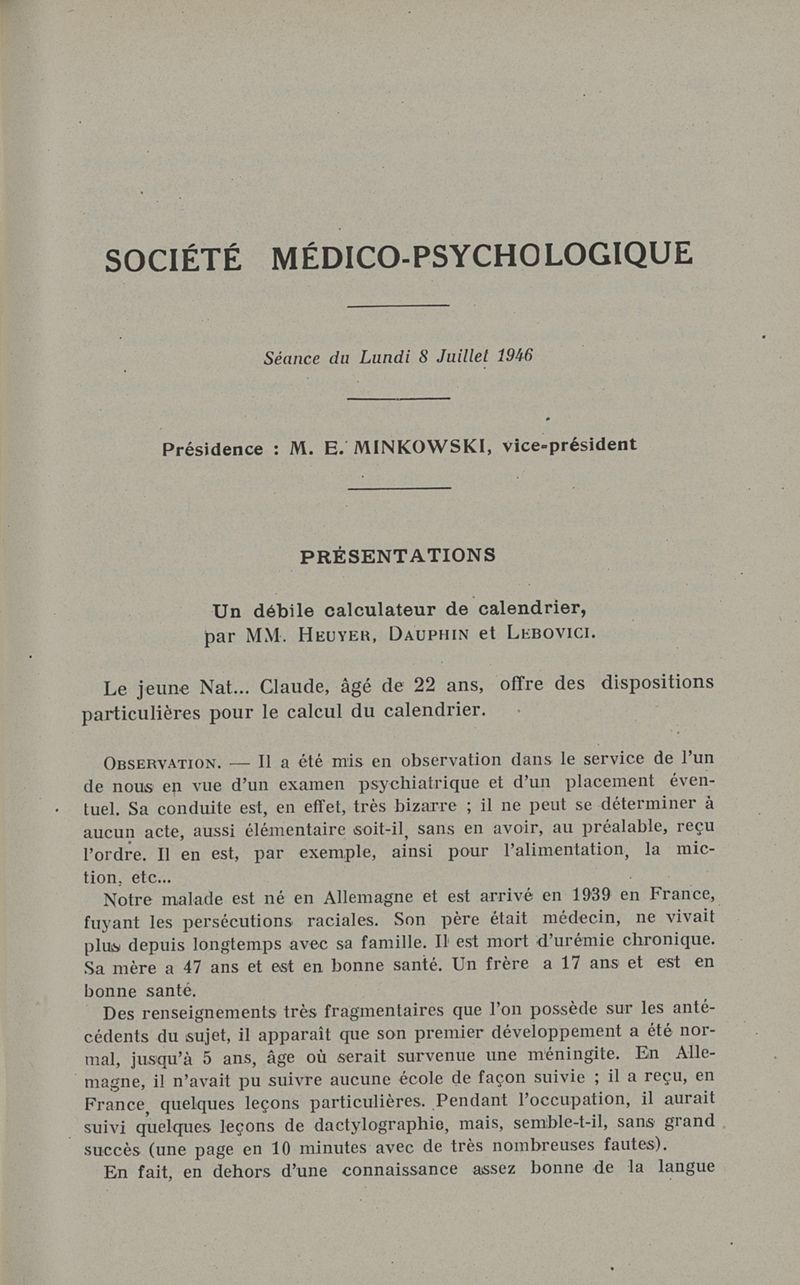 SOCIÉTÉ MÉDICO-PSYCHOLOGIQUE
Séance du Lundi 8 Juillet 1946
Présidence : M. E. MINKOWSKI, vice-président
PRÉSENTATIONS
Un débile calculateur de calendrier,
par MM. HEUYER, DAUPHIN et LEBOVICI.
Le jeune Nat... Claude, âgé de 22 ans, offre des dispositions
particulières pour le calcul du calendrier.
OBSERVATION. — Il a été mis en observation dans le service de l'un
de nous en vue d'un examen psychiatrique et d'un placement éven-
tuel. Sa conduite est, en effet, très bizarre ; il ne peut se déterminer à
aucun acte, aussi élémentaire soit-il, sans en avoir, au préalable, reçu
l'ordre. Il en est, par exemple, ainsi pour l'alimentation, la mic-
tion, etc...
Notre malade est né en Allemagne et est arrivé en 1939 en France,
fuyant les persécutions raciales. Son père était médecin, ne vivait
plus depuis longtemps avec sa famille. Il est mort d'urémie chronique.
Sa mère a 47 ans et est en bonne santé. Un frère a 17 ans et est en
bonne santé.
Des renseignements très fragmentaires que l'on possède sur les anté-
cédents du sujet, il apparaît que son premier développement a été nor-
mal, jusqu'à 5 ans, âge où serait survenue une méningite. En Alle-
magne, il n'avait pu suivre aucune école de façon suivie ; il a reçu, en
France, quelques leçons particulières. Pendant l'occupation, il aurait
suivi quelques leçons de dactylographie, mais, semble-t-il, sans grand
succès (une page en 10 minutes avec de très nombreuses fautes).
En fait, en dehors d'une connaissance assez bonne de la langue